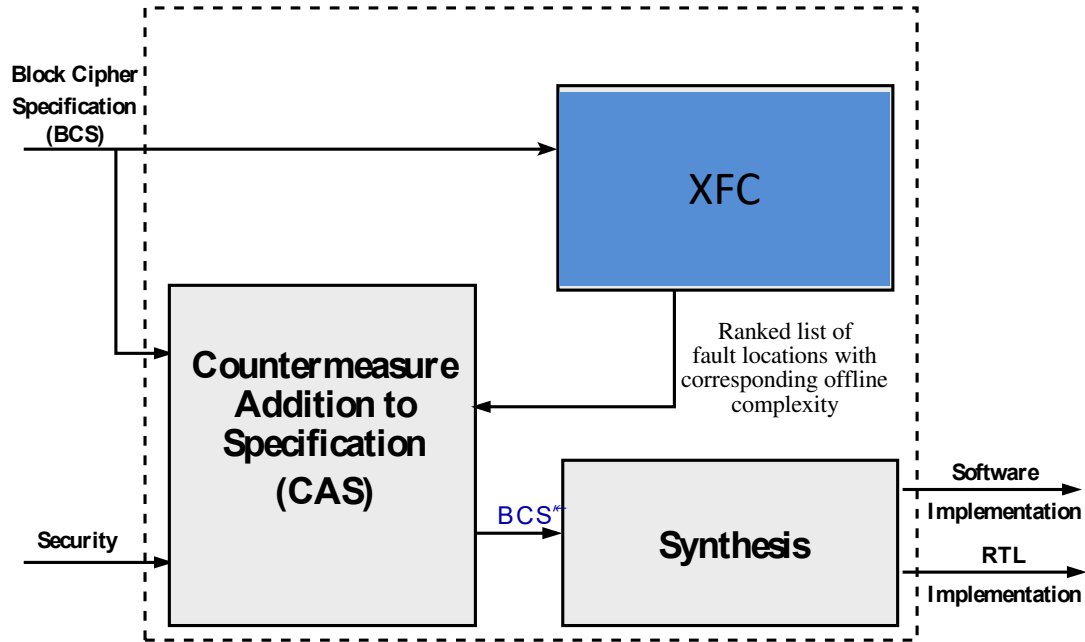 Block Cipher
Specification
(BCS)
XFC
Ranked list of
fault locations with
corresponding offline
complexity
Countermeasure
Addition to
Specification
(CAS)
BCS
Synthesis
Security
Software
Implementation
RTL
Implementation